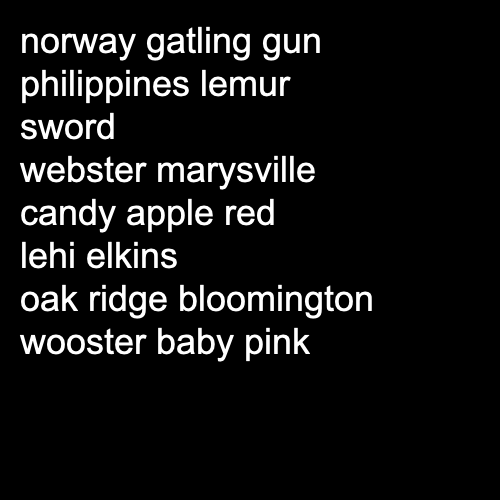 norway gatling gun
philippines lemur
sword
webster marysville
candy apple red
lehi elkins
oak ridge bloomington
wooster baby pink